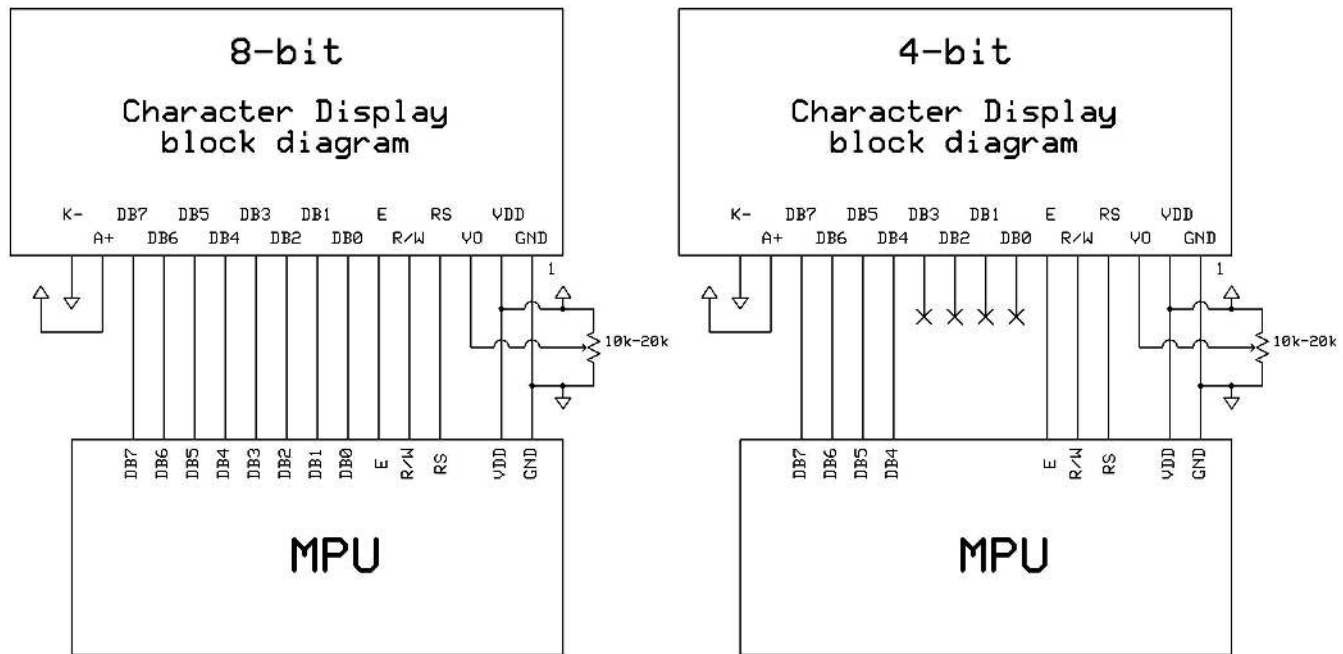 8-bit
Character Display
block diagram
K- DB7 DB5 DB3 DB1 E RS VDD
A+ DB6 DB4 DB2 DB0 R/W VO GND
1
10k-20k
DB7 DB6 DB5 DB4 DB3 DB2 DB1 DB0 E R/W RS VDD GND
MPU
4-bit
Character Display
block diagram
K- DB7 DB5 DB3 DB1 E RS VDD
A+ DB6 DB4 DB2 DB0 R/W VO GND
1
10k-20k
DB7 DB6 DB5 DB4 E R/W RS VDD GND
MPU